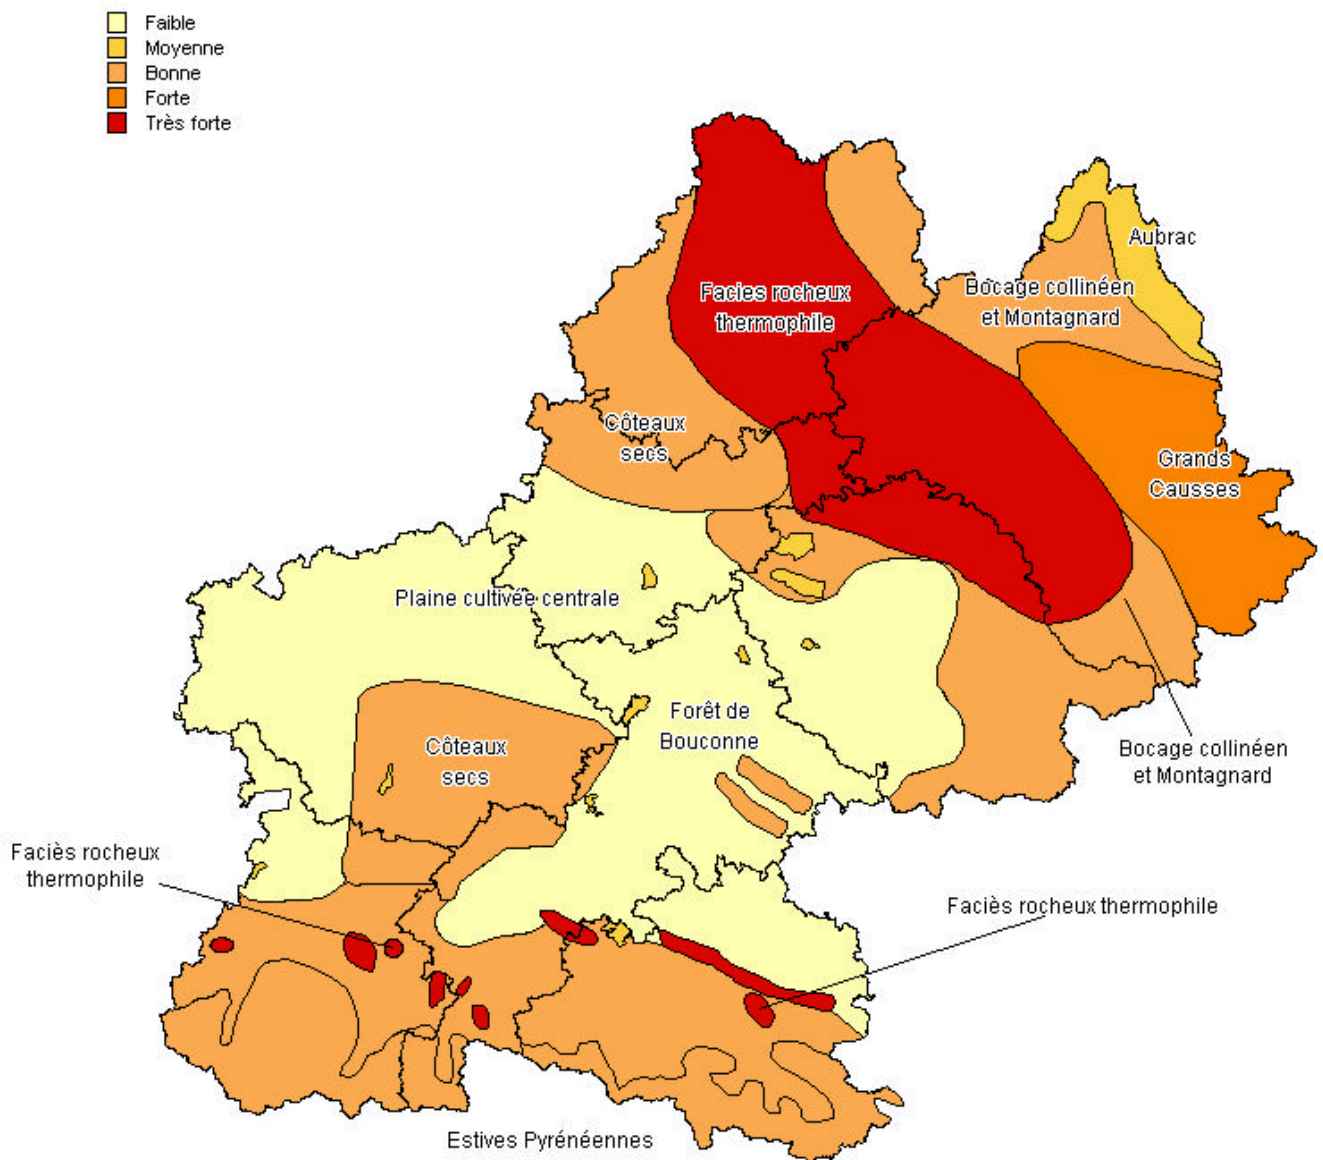 Faible
Moyenne
Bonne
Forte
Très forte
Aubrac
Facies rocheux
thermophile
Bocage collinéen
et Montagnard
Côteaux
secs
Grands
Causses
Plaine cultivée centrale
Forêt de
Bouconne
Côteaux
secs
Bocage collinéen
et Montagnard
Faciès rocheux
thermophile
Faciès rocheux thermophile
Estives Pyrénéennes